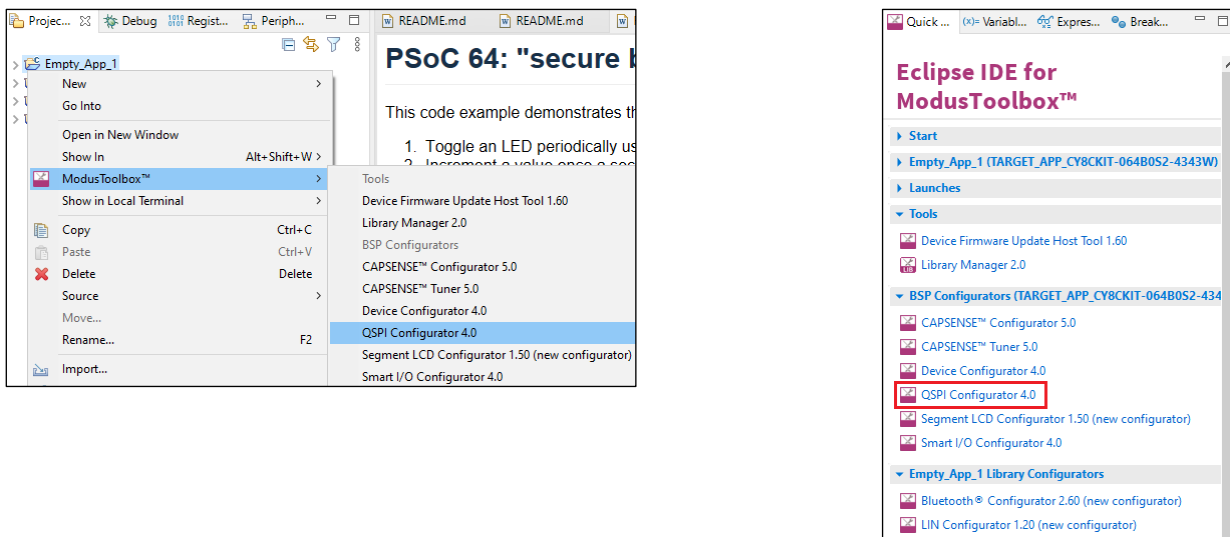 Projec... Debug Regist... Periph...
README.md README.md
Empty_App_1
New
Go Into
Open in New Window
Show In Alt+Shift+W >
ModusToolbox™
Show in Local Terminal
Copy Ctrl+C
Paste Ctrl+V
Delete Delete
Source
Move...
Rename... F2
Import...
PSoC 64: "secure
This code example demonstrates
1. Toggle an LED periodically us
2. Increment a value once a sec
Tools
Device Firmware Update Host Tool 1.60
Library Manager 2.0
BSP Configurators
CAPSENSE™ Configurator 5.0
CAPSENSE™ Tuner 5.0
Device Configurator 4.0
QSPI Configurator 4.0
Segment LCD Configurator 1.50 (new configurator)
Smart I/O Configurator 4.0
Quick ... (x)= Variabl... Expres... Break...
Eclipse IDE for
ModusToolbox™
Start
Empty_App_1 (TARGET_APP_CY8CKIT-064B0S2-4343W)
Launches
Tools
Device Firmware Update Host Tool 1.60
Library Manager 2.0
BSP Configurators (TARGET_APP_CY8CKIT-064B0S2-434
CAPSENSE™ Configurator 5.0
CAPSENSE™ Tuner 5.0
Device Configurator 4.0
QSPI Configurator 4.0
Segment LCD Configurator 1.50 (new configurator)
Smart I/O Configurator 4.0
Empty_App_1 Library Configurators
Bluetooth® Configurator 2.60 (new configurator)
LIN Configurator 1.20 (new configurator)